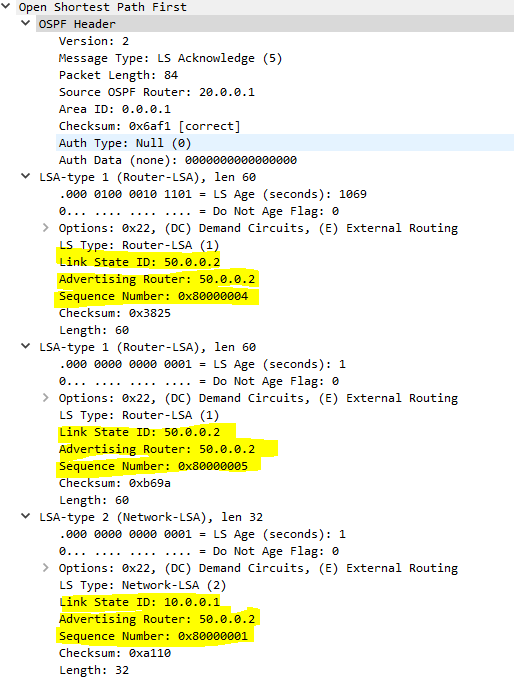 Open Shortest Path First
OSPF Header
Version: 2
Message Type: LS Acknowledge (5)
Packet Length: 84
Source OSPF Router: 20.0.0.1
Area ID: 0.0.0.1
Checksum: 0x6af1 [correct]
Auth Type: Null (0)
Auth Data (none): 0000000000000000
LSA-type 1 (Router-LSA), len 60
.000 0100 0010 1101 = LS Age (seconds): 1069
0... .... .... .... = Do Not Age Flag: 0
Options: 0x22, (DC) Demand Circuits, (E) External Routing
LS Type: Router-LSA (1)
Link State ID: 50.0.0.2
Advertising Router: 50.0.0.2
Sequence Number: 0x80000004
Checksum: 0x3825
Length: 60
LSA-type 1 (Router-LSA), len 60
.000 0000 0000 0001 = LS Age (seconds): 1
0... .... .... .... = Do Not Age Flag: 0
Options: 0x22, (DC) Demand Circuits, (E) External Routing
LS Type: Router-LSA (1)
Link State ID: 50.0.0.2
Advertising Router: 50.0.0.2
Sequence Number: 0x80000005
Checksum: 0xb69a
Length: 60
LSA-type 2 (Network-LSA), len 32
.000 0000 0000 0001 = LS Age (seconds): 1
0... .... .... .... = Do Not Age Flag: 0
Options: 0x22, (DC) Demand Circuits, (E) External Routing
LS Type: Network-LSA (2)
Link State ID: 10.0.0.1
Advertising Router: 50.0.0.2
Sequence Number: 0x80000001
Checksum: 0xa110
Length: 32